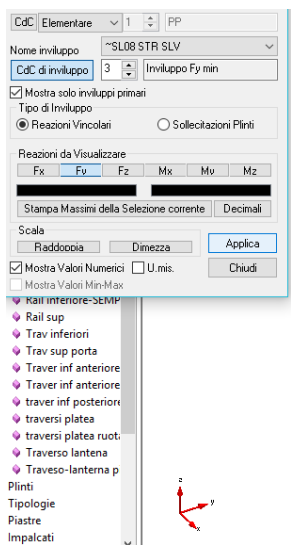 CdC Elementare 1 PP
Nome inviluppo ~SL08 STR SLV
CdC di inviluppo 3 Inviluppo Fy min
Mostra solo inviluppi primari
Tipo di Inviluppo
Reazioni Vincolari Sollecitazioni Plinti
Reazioni da Visualizzare
Fx Fy Fz Mx My Mz
Stampa Massimi della Selezione corrente Decimali
Scala
Raddoppia Dimezza Applica
Mostra Valori Numerici U.mis. Chiudi
Mostra Valori Min-Max
Rail inferiore-SEMP
Rail sup
Trav inferiori
Trav sup porta
Traver inf anteriore
Traver inf anteriore
traver inf posteriore
traversi platea
traversi platea ruota
Traverso lantena
Traveso-lanterna p
Plinti
Tipologie
Piastre
Impalcati
z
y
x